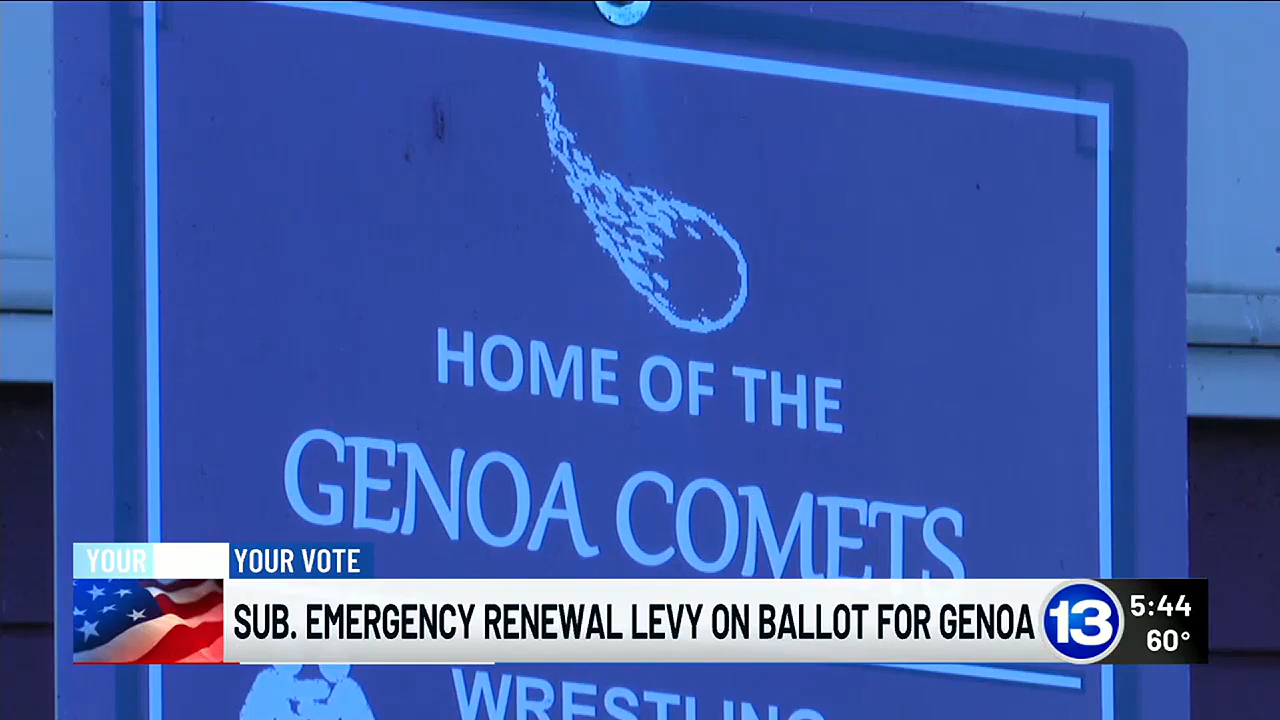 HOME OF THE
GENOA COMETS
YOUR
YOUR VOTE
SUB. EMERGENCY RENEWAL LEVY ON BALLOT FOR GENOA
13
5:44
60°
WRESTLING